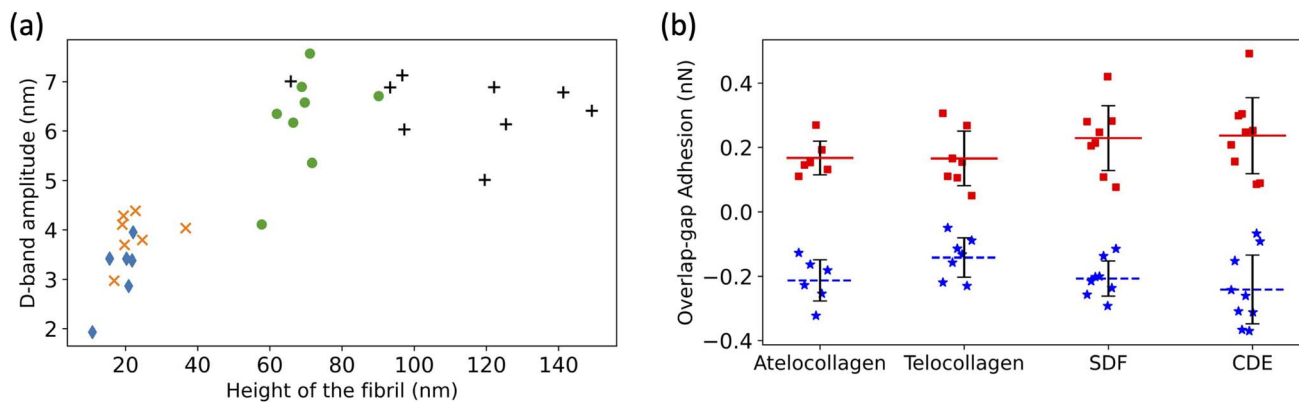 (a)
D-band amplitude (nm)
7
6
5
4
3
2
20 40 60 80 100 120 140
Height of the fibril (nm)
(b)
Overlap-gap Adhesion (nN)
0.4
0.2
0.0
−0.2
−0.4
Atelocollagen Telocollagen SDF CDE